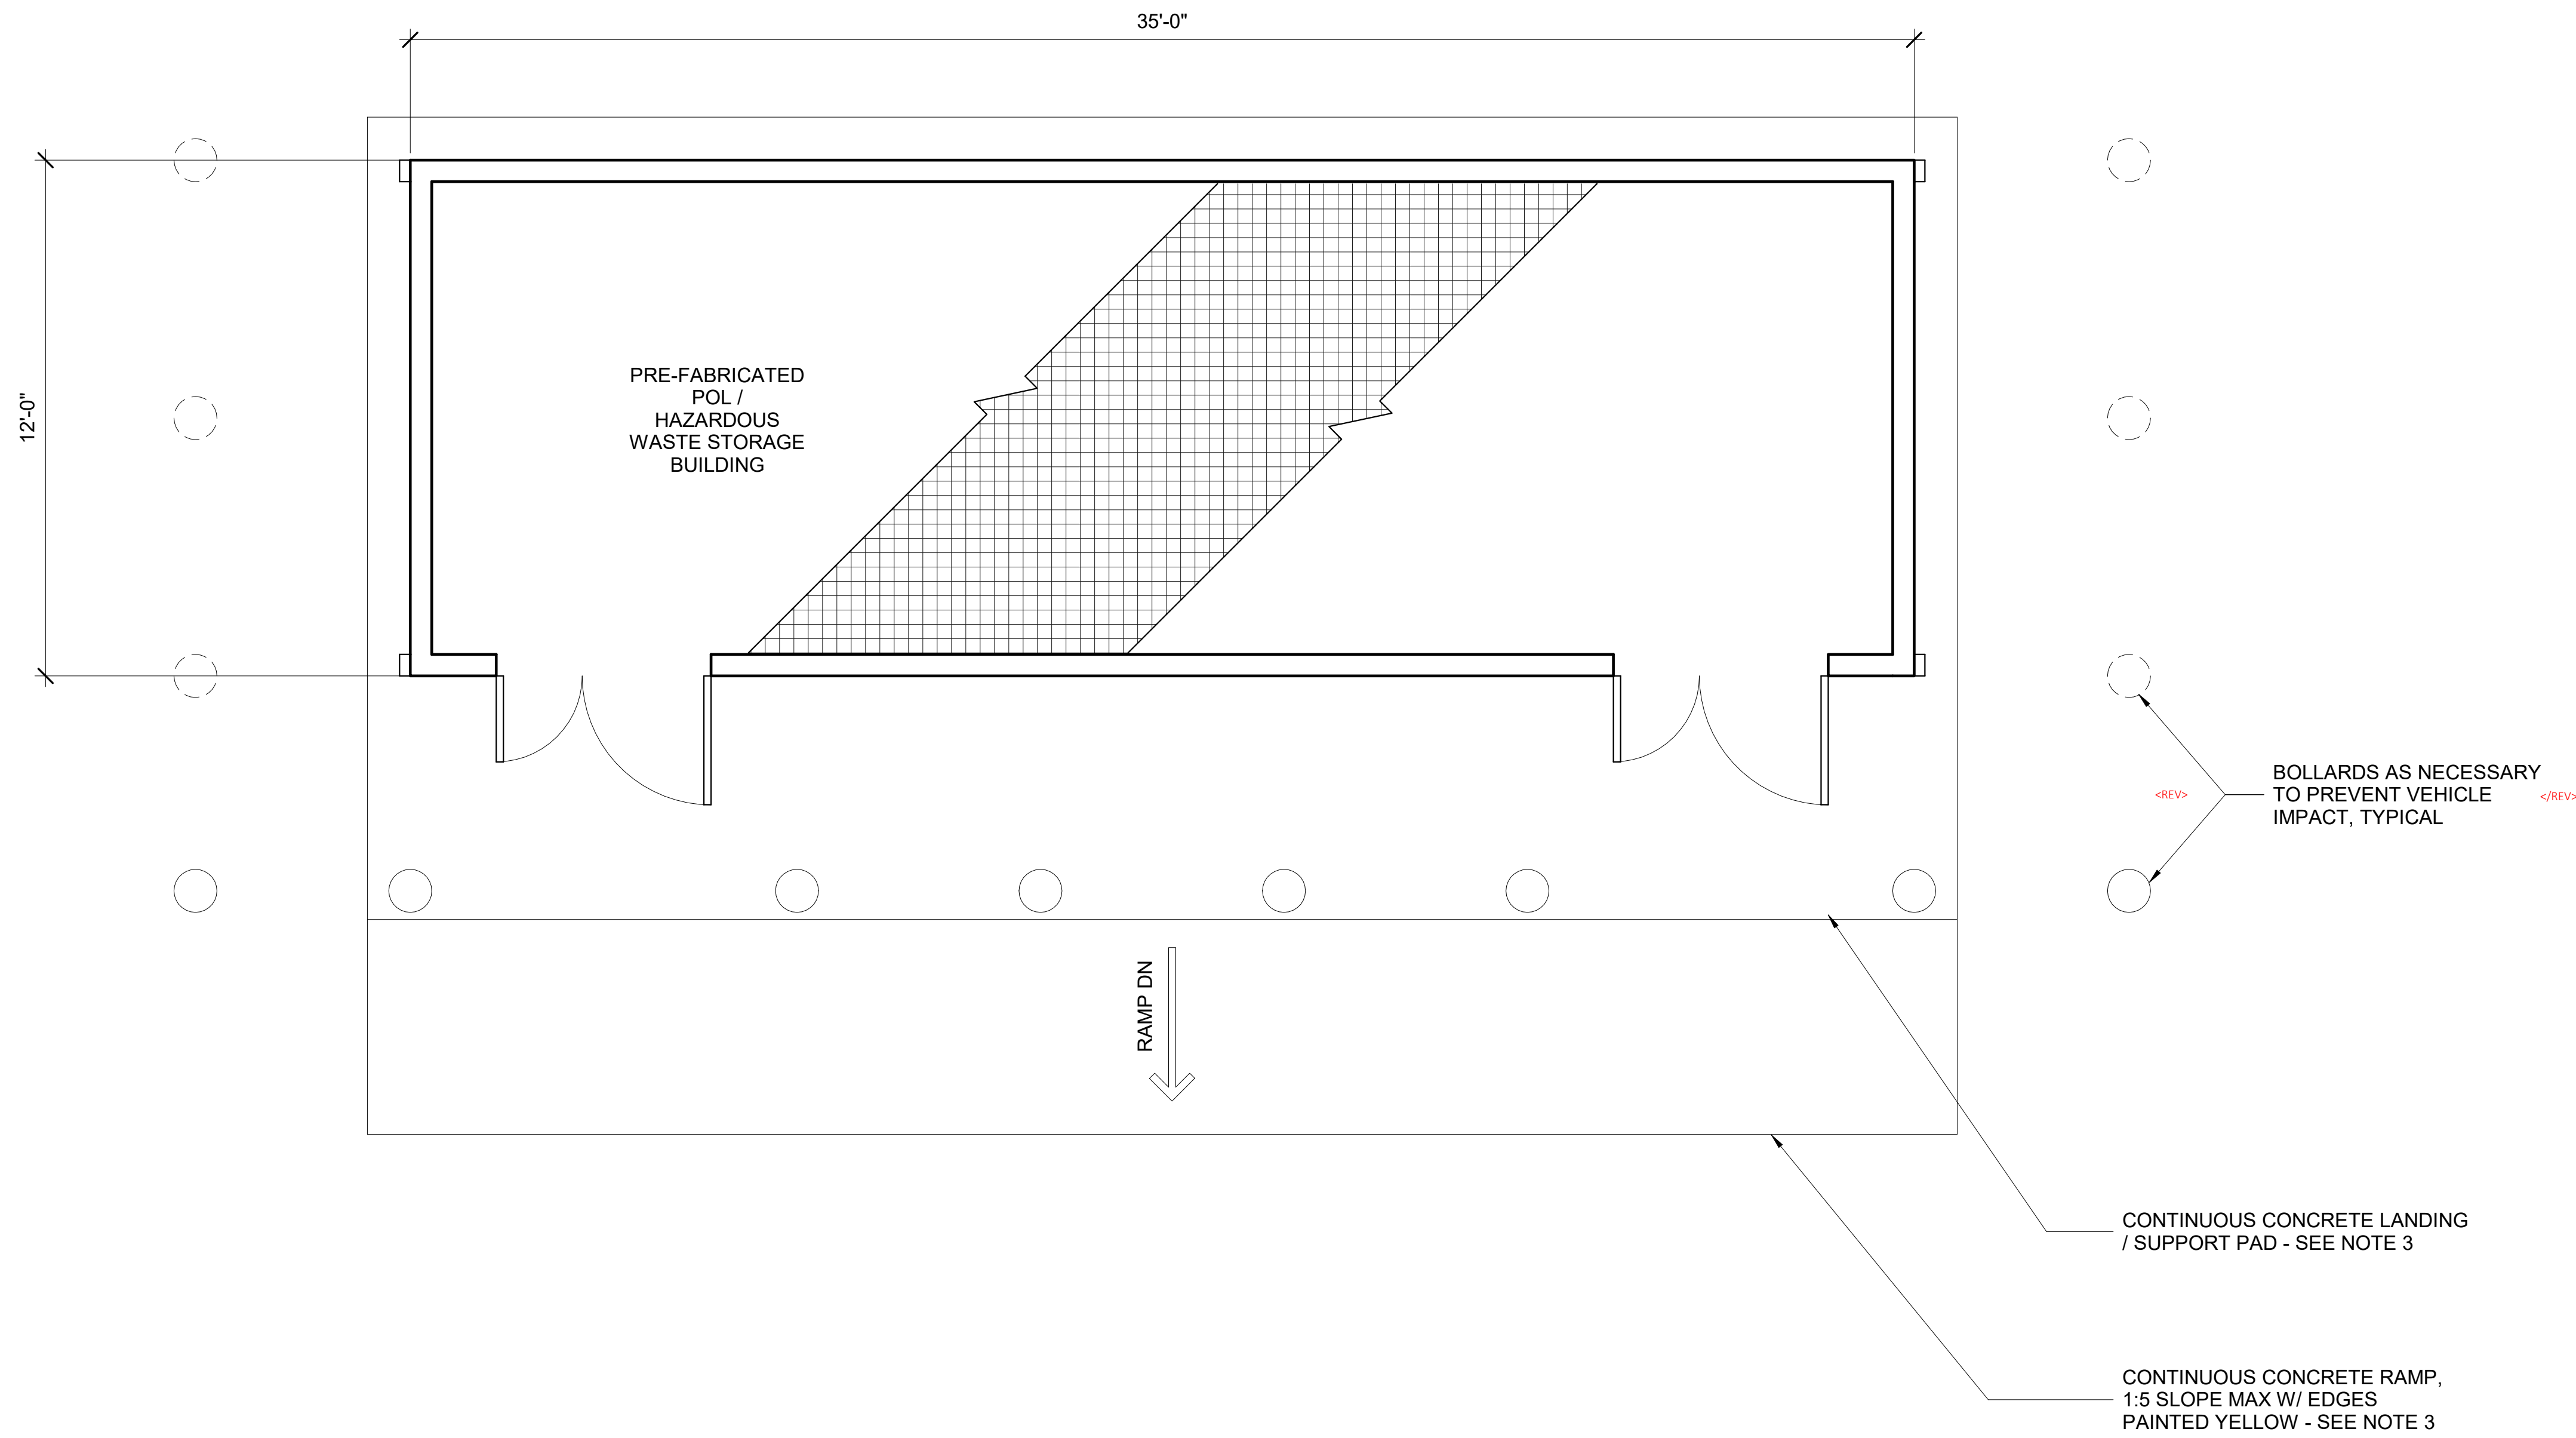 35'-0"
12'-0"
PRE-FABRICATED
POL /
HAZARDOUS
WASTE STORAGE
BUILDING
<REV>
BOLLARDS AS NECESSARY
TO PREVENT VEHICLE
IMPACT, TYPICAL
</REV>
RAMP DN
CONTINUOUS CONCRETE LANDING
/ SUPPORT PAD - SEE NOTE 3
CONTINUOUS CONCRETE RAMP,
1:5 SLOPE MAX W/ EDGES
PAINTED YELLOW - SEE NOTE 3